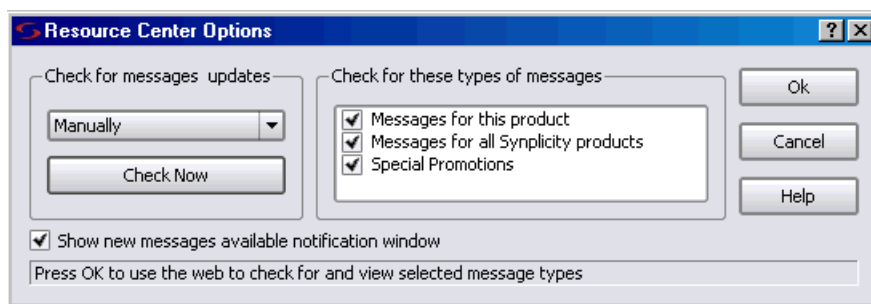 Resource Center Options
Check for messages updates
Manually
Check Now
Check for these types of messages
Messages for this product
Messages for all Synplicity products
Special Promotions
Ok
Cancel
Help
Show new messages available notification window
Press OK to use the web to check for and view selected message types